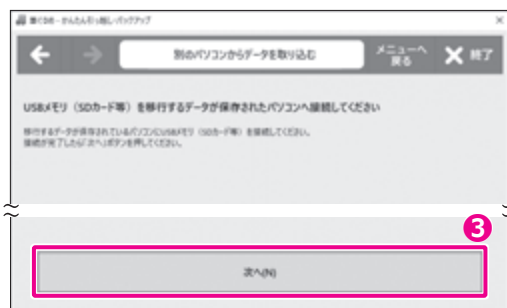 筆ぐるめ - かんたん引っ越し・バックアップ
別のパソコンからデータを取り込む
メニューへ
戻る
終了
USBメモリ（SDカード等）を移行するデータが保存されたパソコンへ接続してください
移行するデータが保存されているパソコンにUSBメモリ（SDカード等）を接続してください。
接続が完了したら「次へ」ボタンを押してください。
3
次へ(N)